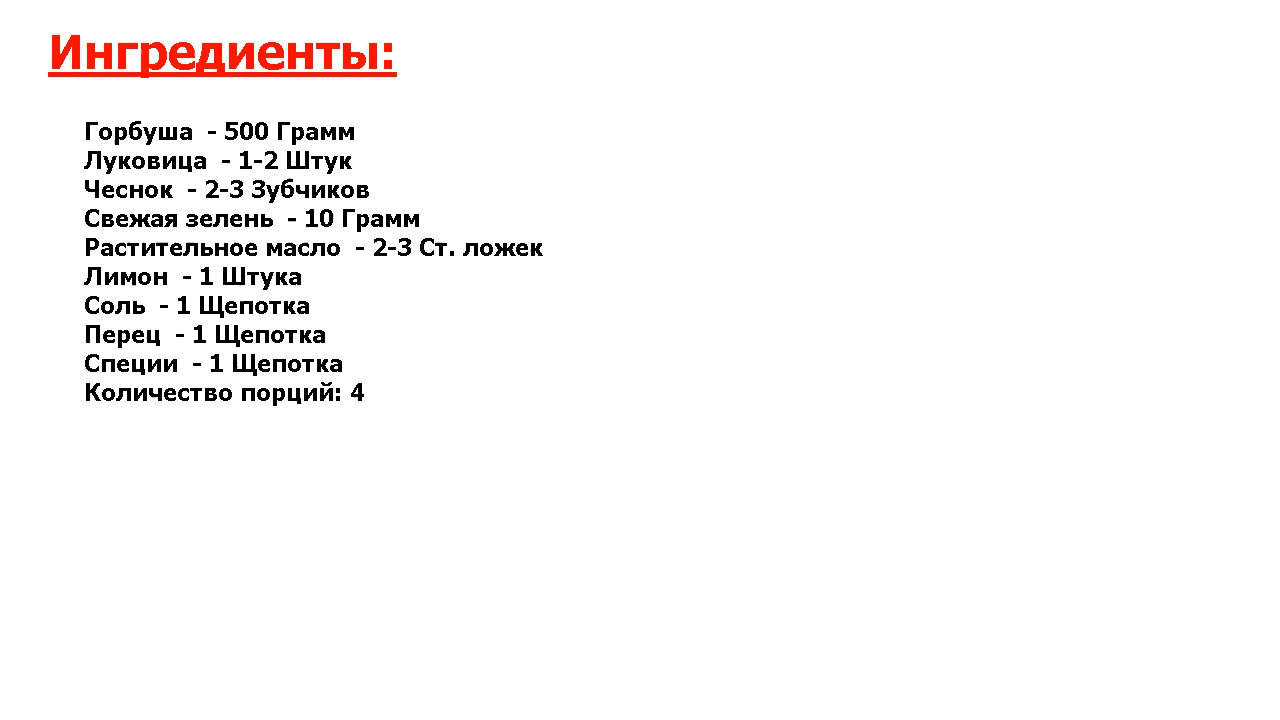 Ингредиенты:
Горбуша - 500 Грамм
Луковица - 1-2 Штук
Чеснок - 2-3 Зубчиков
Свежая зелень - 10 Грамм
Растительное масло - 2-3 Ст. ложек
Лимон - 1 Штука
Соль - 1 Щепотка
Перец - 1 Щепотка
Специи - 1 Щепотка
Количество порций: 4